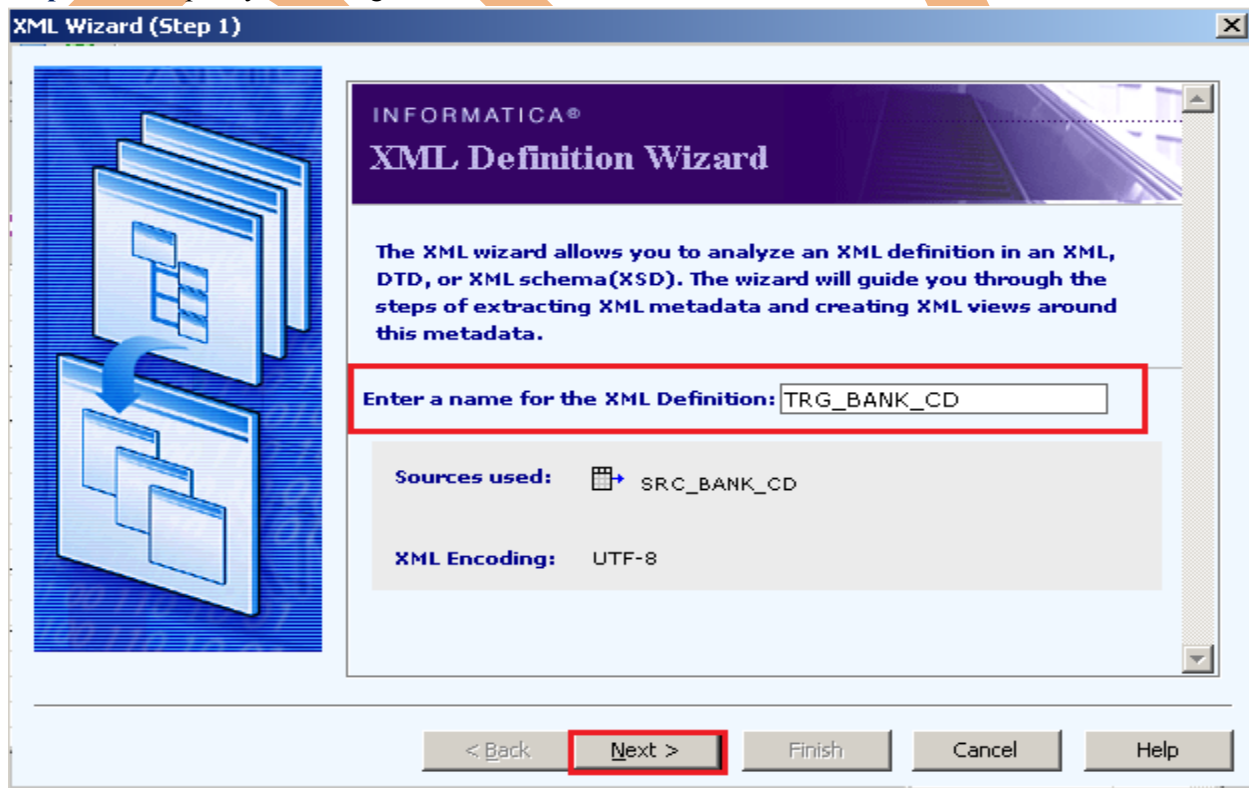 XML Wizard (Step 1)
INFORMATICA®
XML Definition Wizard
The XML wizard allows you to analyze an XML definition in an XML,
DTD, or XML schema(XSD). The wizard will guide you through the
steps of extracting XML metadata and creating XML views around
this metadata.
Enter a name for the XML Definition: TRG_BANK_CD
Sources used: SRC_BANK_CD
XML Encoding: UTF-8
< Back Next > Finish Cancel Help